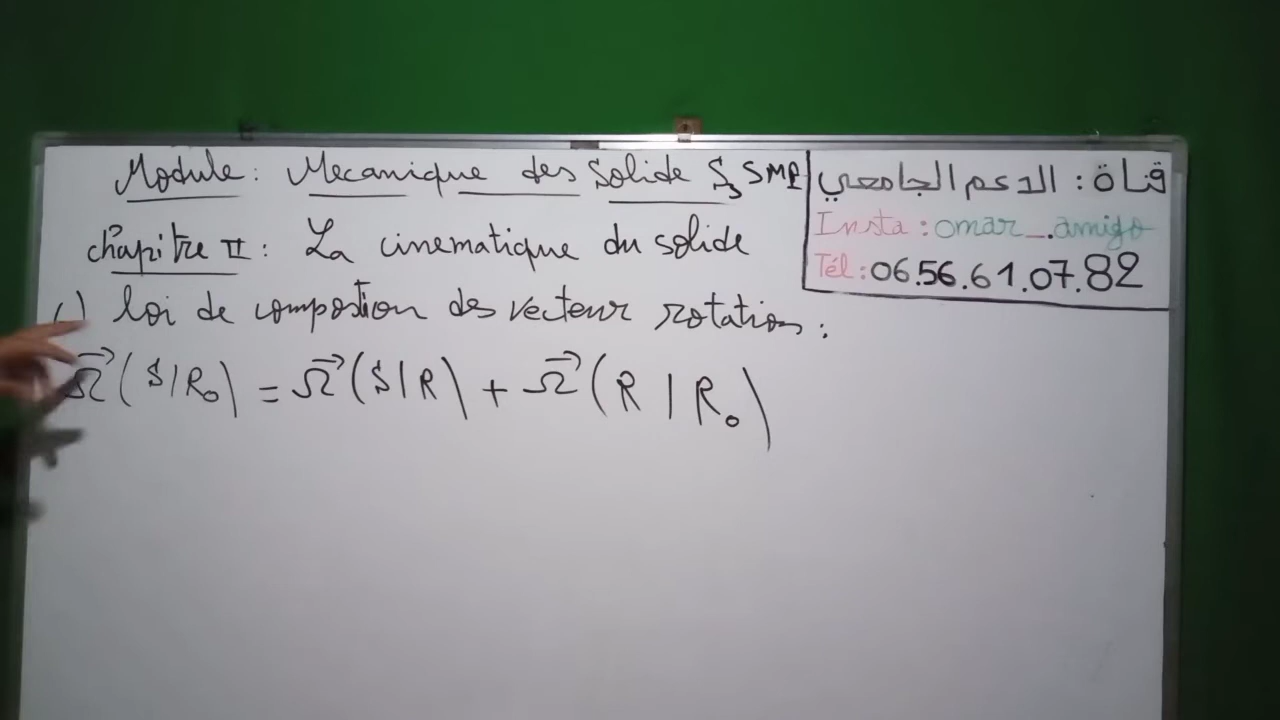 Module: Mecanique des Solide S3 SMP
chapitre II: La cinematique du solide
c) loi de compostion des vecteur rotation:
Ω⃗(S/R₀) = Ω⃗(S/R) + Ω⃗(R/R₀)
قناة: الدعم الجامعي
Insta: omar_.amigo
Tél: 06.56.61.07.82